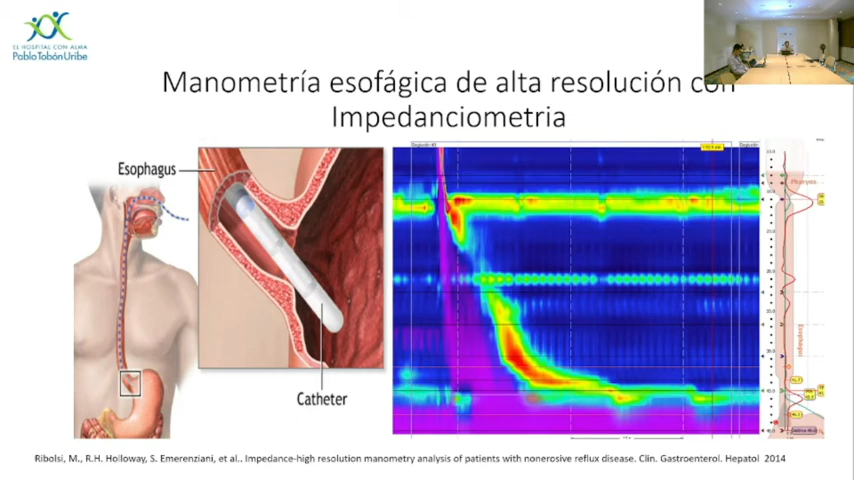 EL HOSPITAL CON ALMA
Pablo Tobón Uribe
Manometría esofágica de alta resolución con
Impedanciometria
Esophagus
Catheter
Pharynx
Esophagus
Ribolsi, M., R.H. Holloway, S. Emerenziani, et al.. Impedance-high resolution manometry analysis of patients with nonerosive reflux disease. Clin. Gastroenterol. Hepatol 2014